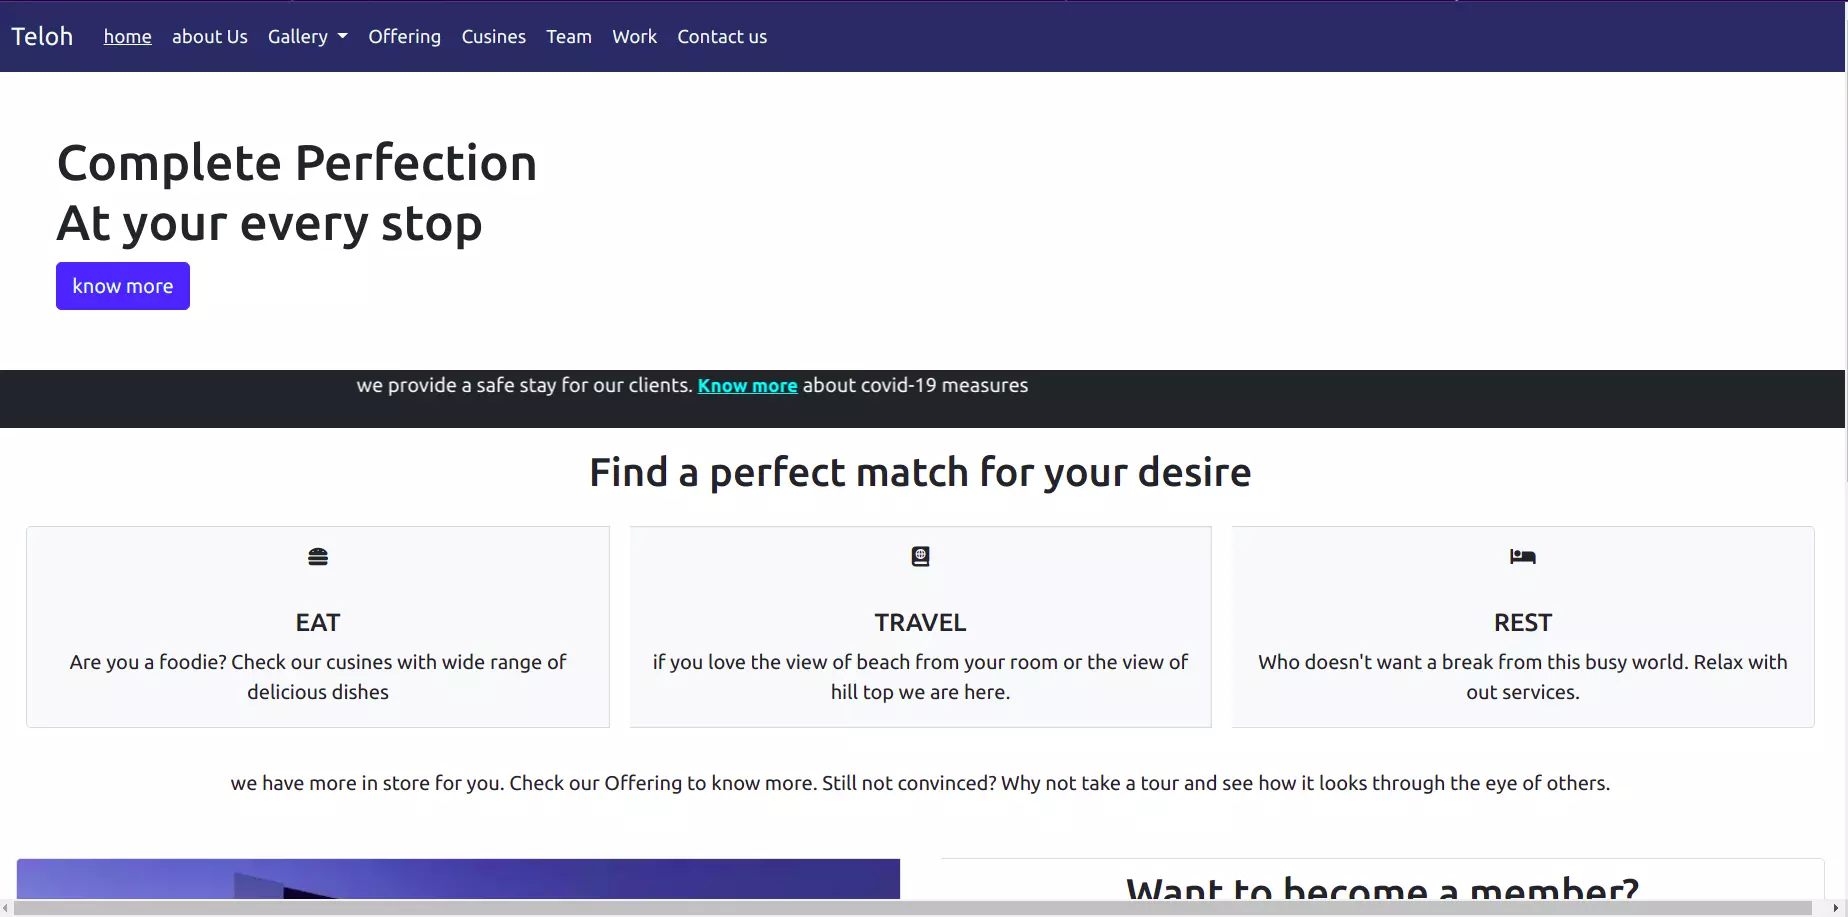 Teloh home about Us Gallery Offering Cusines Team Work Contact us
Complete Perfection
At your every stop
know more
we provide a safe stay for our clients. Know more about covid-19 measures
Find a perfect match for your desire
EAT
Are you a foodie? Check our cusines with wide range of
delicious dishes
TRAVEL
if you love the view of beach from your room or the view of
hill top we are here.
REST
Who doesn't want a break from this busy world. Relax with
out services.
we have more in store for you. Check our Offering to know more. Still not convinced? Why not take a tour and see how it looks through the eye of others.
Want to become a member?